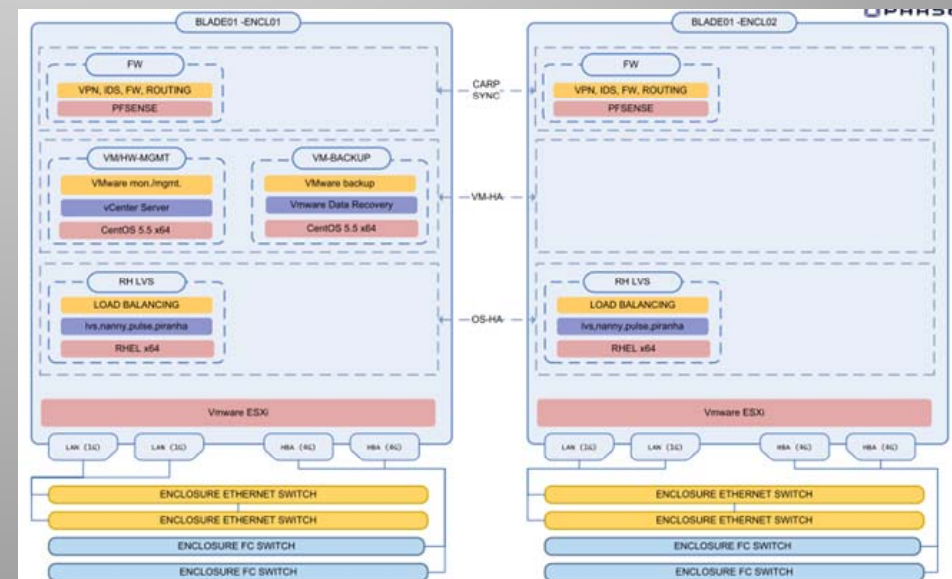 BLADE01 -ENCL01
FW
VPN, IDS, FW, ROUTING
PFSENSE
VM/HW-MGMT
VMware mon./mgmt.
vCenter Server
CentOS 5.5 x64
VM-BACKUP
VMware backup
Vmware Data Recovery
CentOS 5.5 x64
RH LVS
LOAD BALANCING
lvs,nanny,pulse,piranha
RHEL x64
Vmware ESXi
LAN (1G)
LAN (1G)
HBA (4G)
HBA (4G)
ENCLOSURE ETHERNET SWITCH
ENCLOSURE ETHERNET SWITCH
ENCLOSURE FC SWITCH
ENCLOSURE FC SWITCH
CARP
SYNC
VM-HA
OS-HA
BLADE01 -ENCL02
FW
VPN, IDS, FW, ROUTING
PFSENSE
RH LVS
LOAD BALANCING
lvs,nanny,pulse,piranha
RHEL x64
Vmware ESXi
LAN (1G)
LAN (1G)
HBA (4G)
HBA (4G)
ENCLOSURE ETHERNET SWITCH
ENCLOSURE ETHERNET SWITCH
ENCLOSURE FC SWITCH
ENCLOSURE FC SWITCH